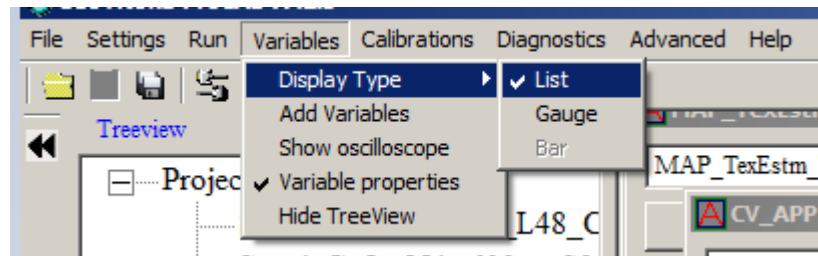 File Settings Run Variables Calibrations Diagnostics Advanced Help
Display Type
List
Add Variables
Gauge
Treeview
Show oscilloscope
Bar
Projec
Variable properties
MAP_TexEstm_
Hide TreeView
_L48_C
CV_APP